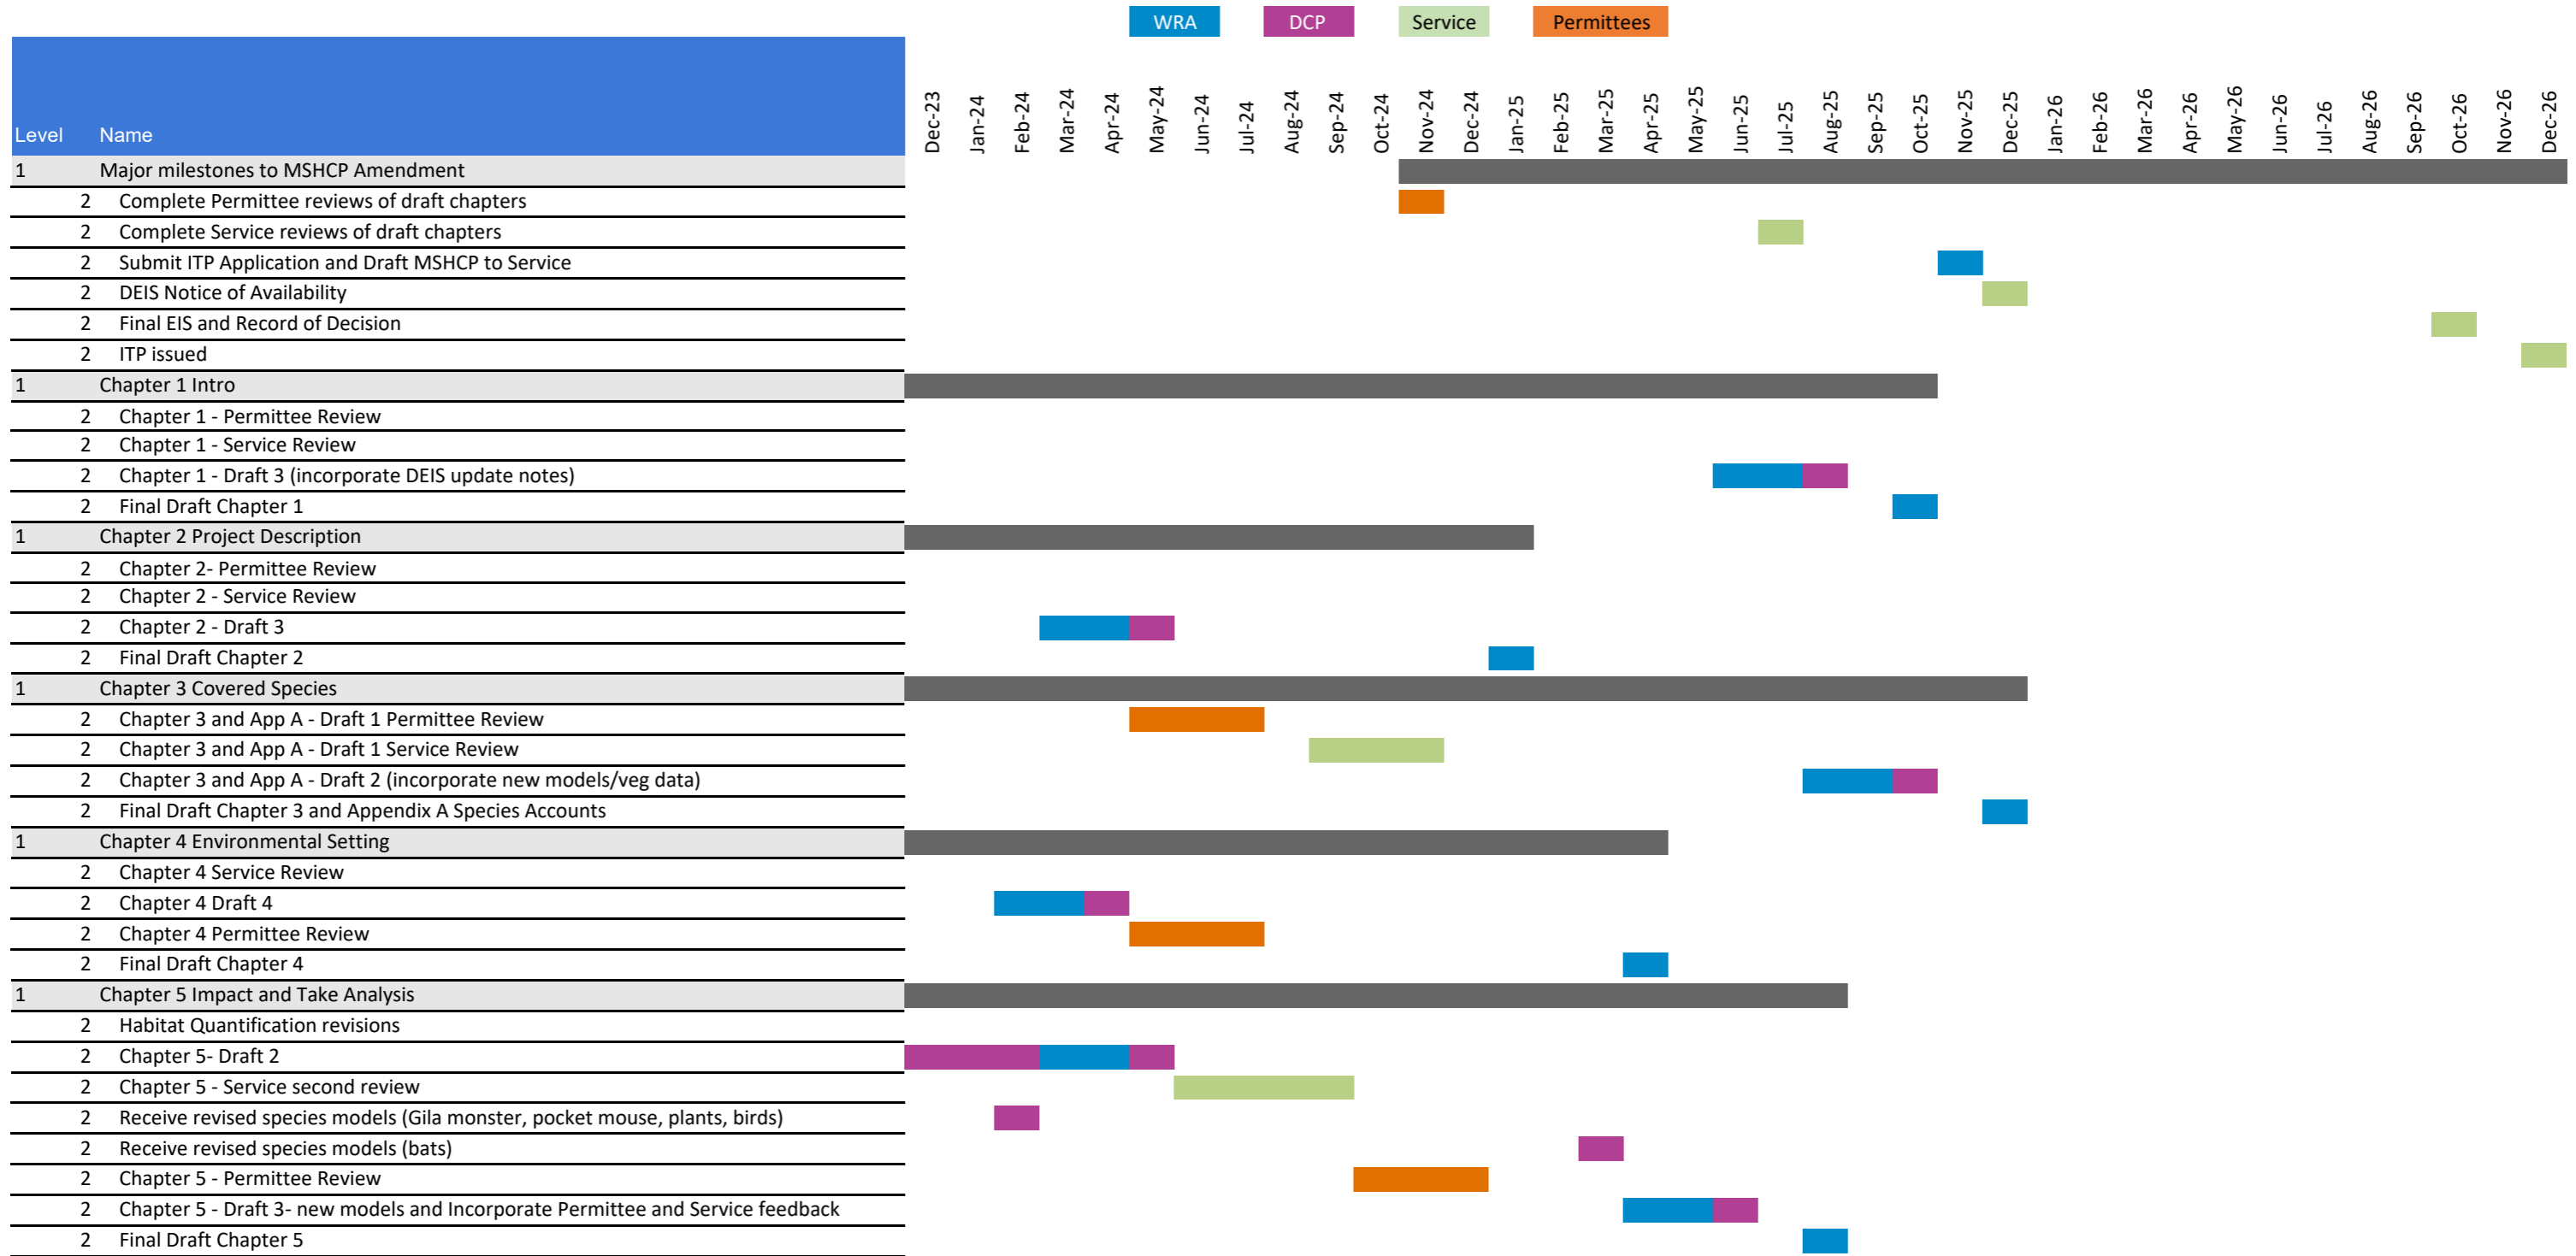 WRA DCP Service Permittees
Level Name Dec-23 Jan-24 Feb-24 Mar-24 Apr-24 May-24 Jun-24 Jul-24 Aug-24 Sep-24 Oct-24 Nov-24 Dec-24 Jan-25 Feb-25 Mar-25 Apr-25 May-25 Jun-25 Jul-25 Aug-25 Sep-25 Oct-25 Nov-25 Dec-25 Jan-26 Feb-26 Mar-26 Apr-26 May-26 Jun-26 Jul-26 Aug-26 Sep-26 Oct-26 Nov-26 Dec-26
1 Major milestones to MSHCP Amendment
2 Complete Permittee reviews of draft chapters
2 Complete Service reviews of draft chapters
2 Submit ITP Application and Draft MSHCP to Service
2 DEIS Notice of Availability
2 Final EIS and Record of Decision
2 ITP issued
1 Chapter 1 Intro
2 Chapter 1 - Permittee Review
2 Chapter 1 - Service Review
2 Chapter 1 - Draft 3 (incorporate DEIS update notes)
2 Final Draft Chapter 1
1 Chapter 2 Project Description
2 Chapter 2- Permittee Review
2 Chapter 2 - Service Review
2 Chapter 2 - Draft 3
2 Final Draft Chapter 2
1 Chapter 3 Covered Species
2 Chapter 3 and App A - Draft 1 Permittee Review
2 Chapter 3 and App A - Draft 1 Service Review
2 Chapter 3 and App A - Draft 2 (incorporate new models/veg data)
2 Final Draft Chapter 3 and Appendix A Species Accounts
1 Chapter 4 Environmental Setting
2 Chapter 4 Service Review
2 Chapter 4 Draft 4
2 Chapter 4 Permittee Review
2 Final Draft Chapter 4
1 Chapter 5 Impact and Take Analysis
2 Habitat Quantification revisions
2 Chapter 5- Draft 2
2 Chapter 5 - Service second review
2 Receive revised species models (Gila monster, pocket mouse, plants, birds)
2 Receive revised species models (bats)
2 Chapter 5 - Permittee Review
2 Chapter 5 - Draft 3- new models and Incorporate Permittee and Service feedback
2 Final Draft Chapter 5